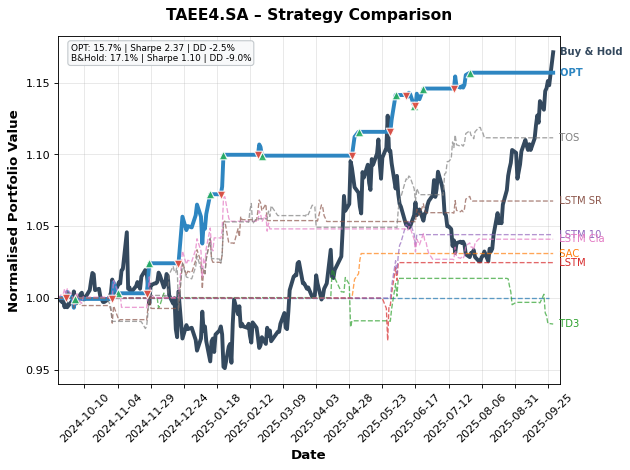 TAEE4.SA – Strategy Comparison
OPT: 15.7% | Sharpe 2.37 | DD -2.5%
B&Hold: 17.1% | Sharpe 1.10 | DD -9.0%
Normalised Portfolio Value
1.15
1.10
1.05
1.00
0.95
Buy & Hold
OPT
TOS
LSTM SR
LSTM 10
LSTM Cla
SAC
LSTM
TD3
2024-10-10
2024-11-04
2024-11-29
2024-12-24
2025-01-18
2025-02-12
2025-03-09
2025-04-03
2025-04-28
2025-05-23
2025-06-17
2025-07-12
2025-08-06
2025-08-31
2025-09-25
Date